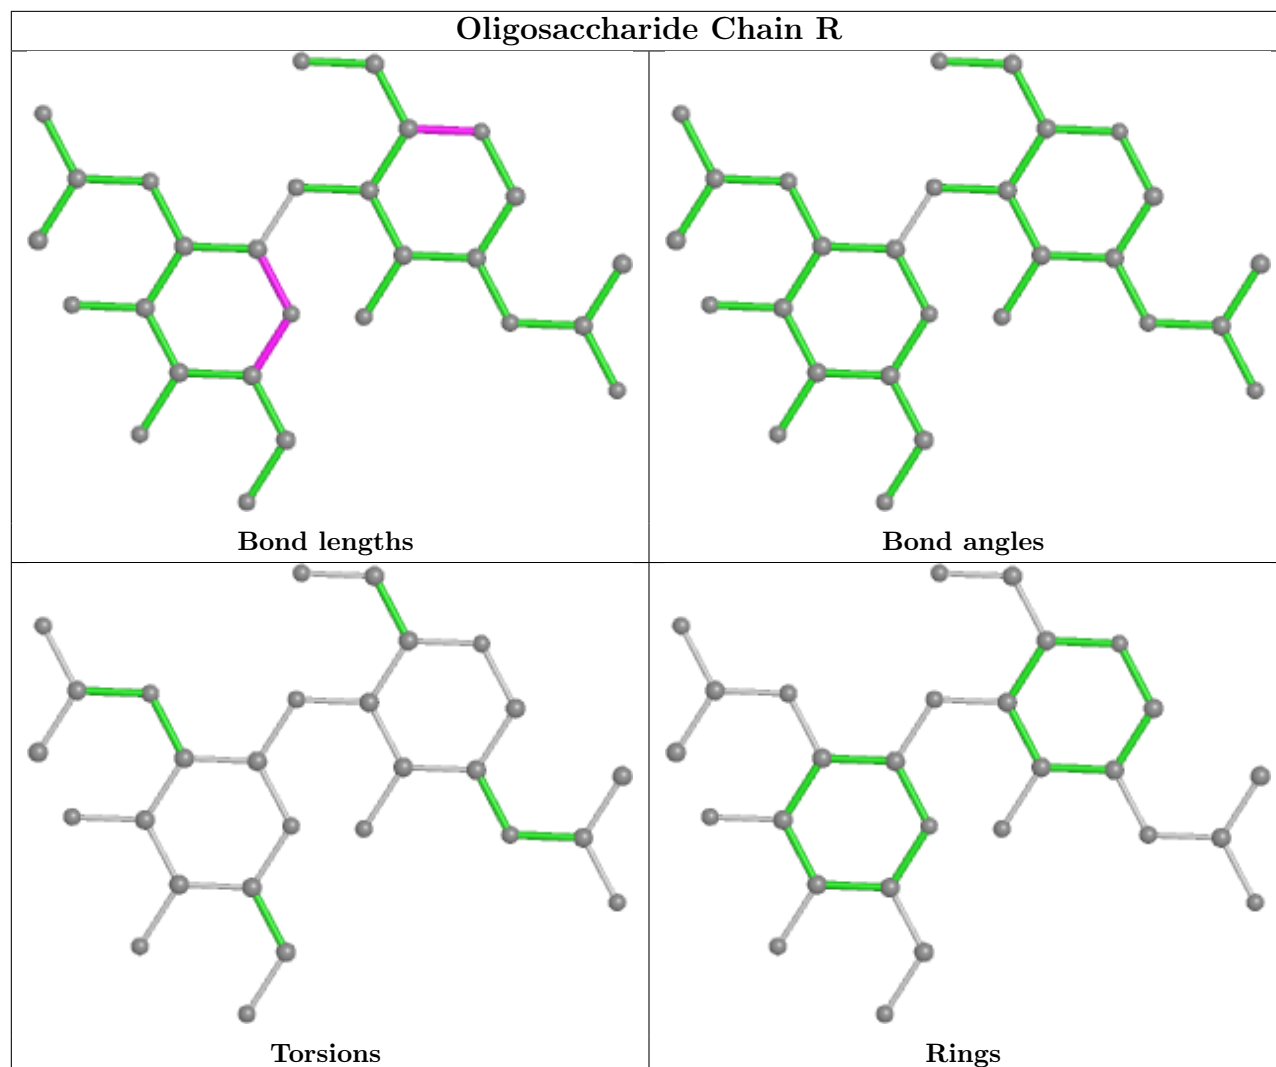 Oligosaccharide Chain R
Bond lengths
Bond angles
Torsions
Rings